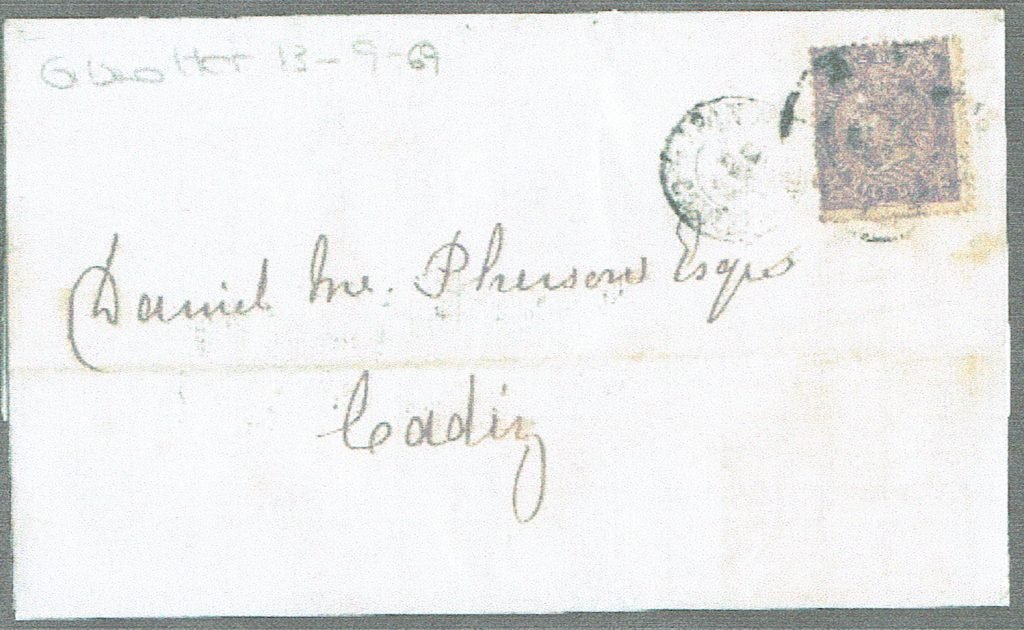 Gibraltar 13-9-69
Daniel Mc. Pherson Esqre
Cadiz